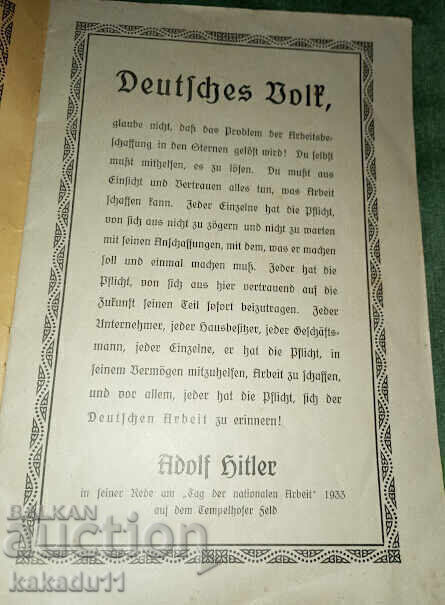 Deutsches Volk,
glaube nicht, daß das Problem der Arbeitsbe-
schaffung in den Sternen gelöst wird! Du selbst
mußt mithelfen, es zu lösen. Du mußt aus
Einsicht und Vertrauen alles tun, was Arbeit
schaffen kann. Jeder Einzelne hat die Pflicht,
von sich aus nicht zu zögern und nicht zu warten
mit seinen Anschaffungen, mit dem, was er machen
soll und einmal machen muß. Jeder hat die
Pflicht, von sich aus hier vertrauend auf die
Zukunft seinen Teil sofort beizutragen. Jeder
Unternehmer, jeder Hausbesitzer, jeder Geschäfts-
mann, jeder Einzelne, er hat die Pflicht, in
seinem Vermögen mitzuhelfen, Arbeit zu schaffen,
und vor allem, jeder hat die Pflicht, sich der
Deutschen Arbeit zu erinnern!
Adolf Hitler
in seiner Rede am „Tag der nationalen Arbeit" 1933
auf dem Tempelhofer Feld
BALKAN
auction
kakadu11